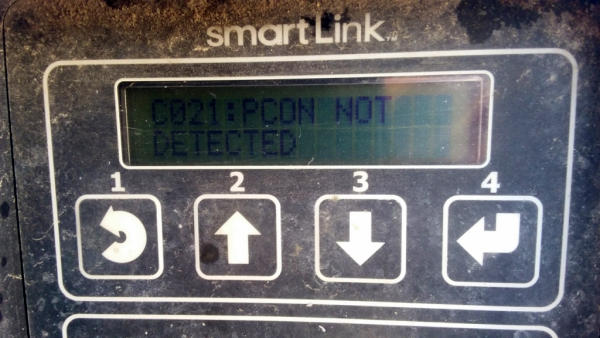 smartLink
C021:PCON NOT
DETECTED
1 2 3 4